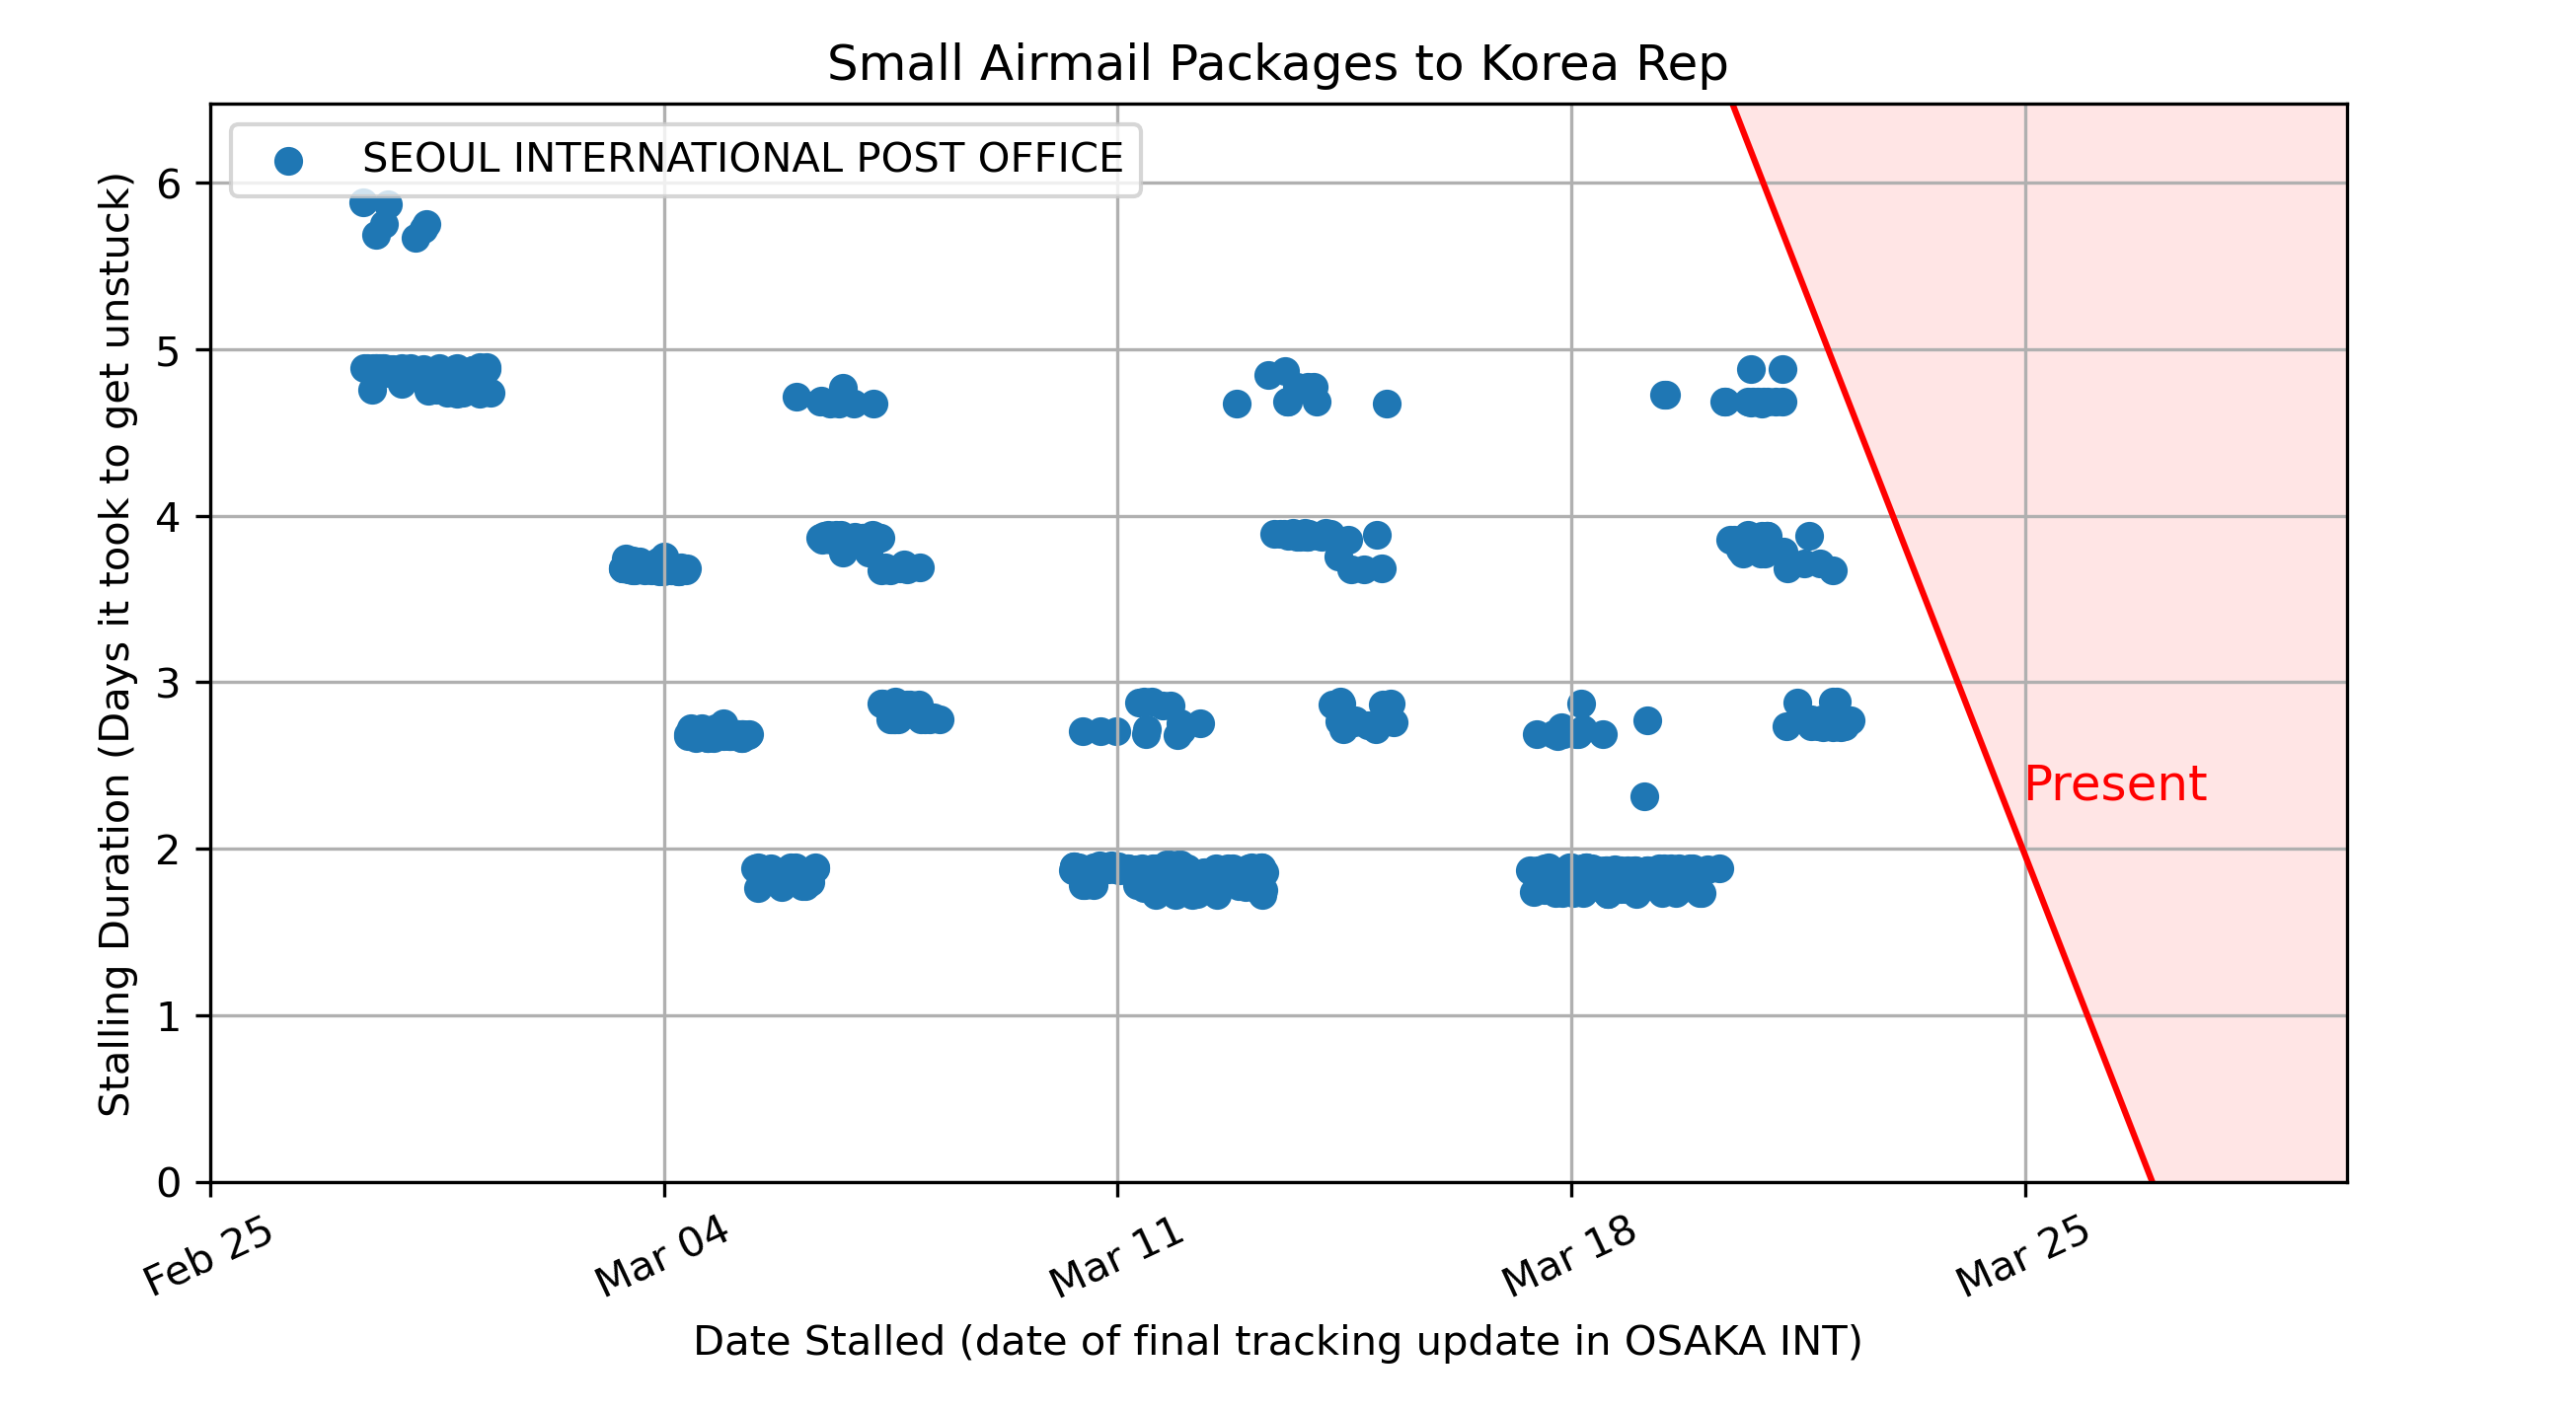 Small Airmail Packages to Korea Rep
SEOUL INTERNATIONAL POST OFFICE
Stalling Duration (Days it took to get unstuck)
6
5
4
3
2
1
0
Present
Feb 25
Mar 04
Mar 11
Mar 18
Mar 25
Date Stalled (date of final tracking update in OSAKA INT)